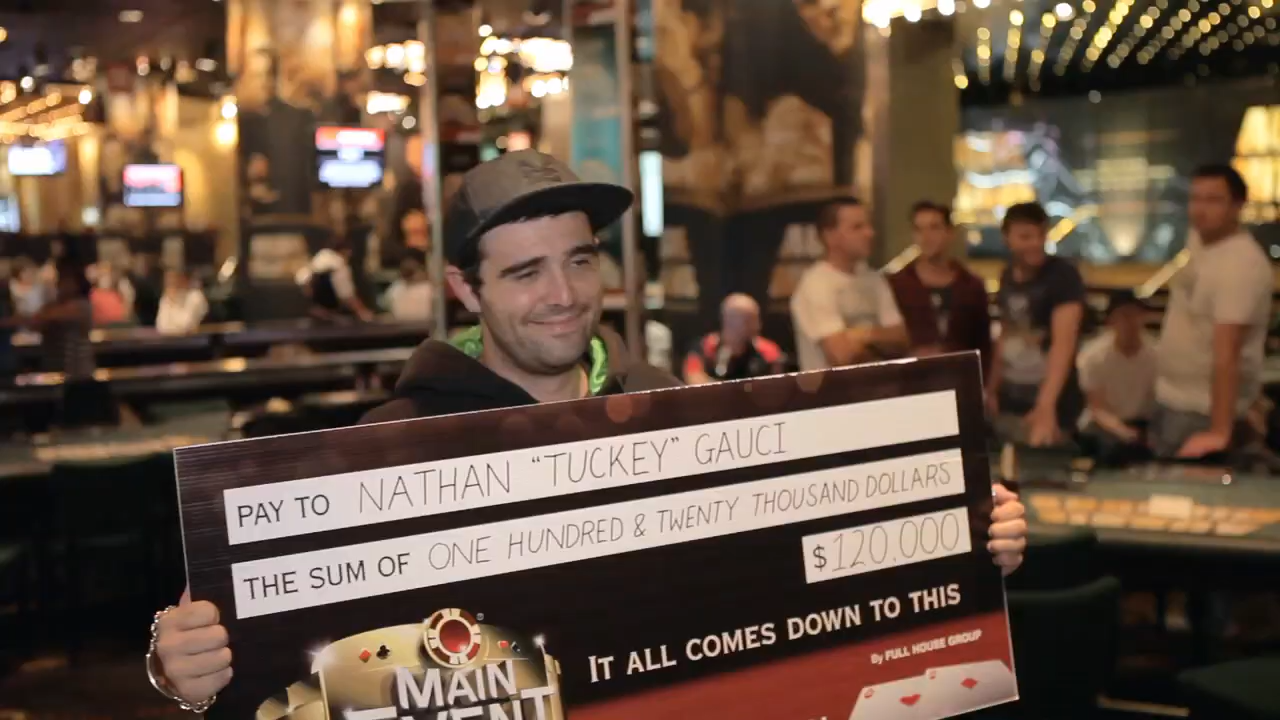 PAY TO NATHAN “TUCKEY” GAUCI
THE SUM OF ONE HUNDRED & TWENTY THOUSAND DOLLARS
$120.000
IT ALL COMES DOWN TO THIS
By FULL HOUSE GROUP
MAIN
EVENT